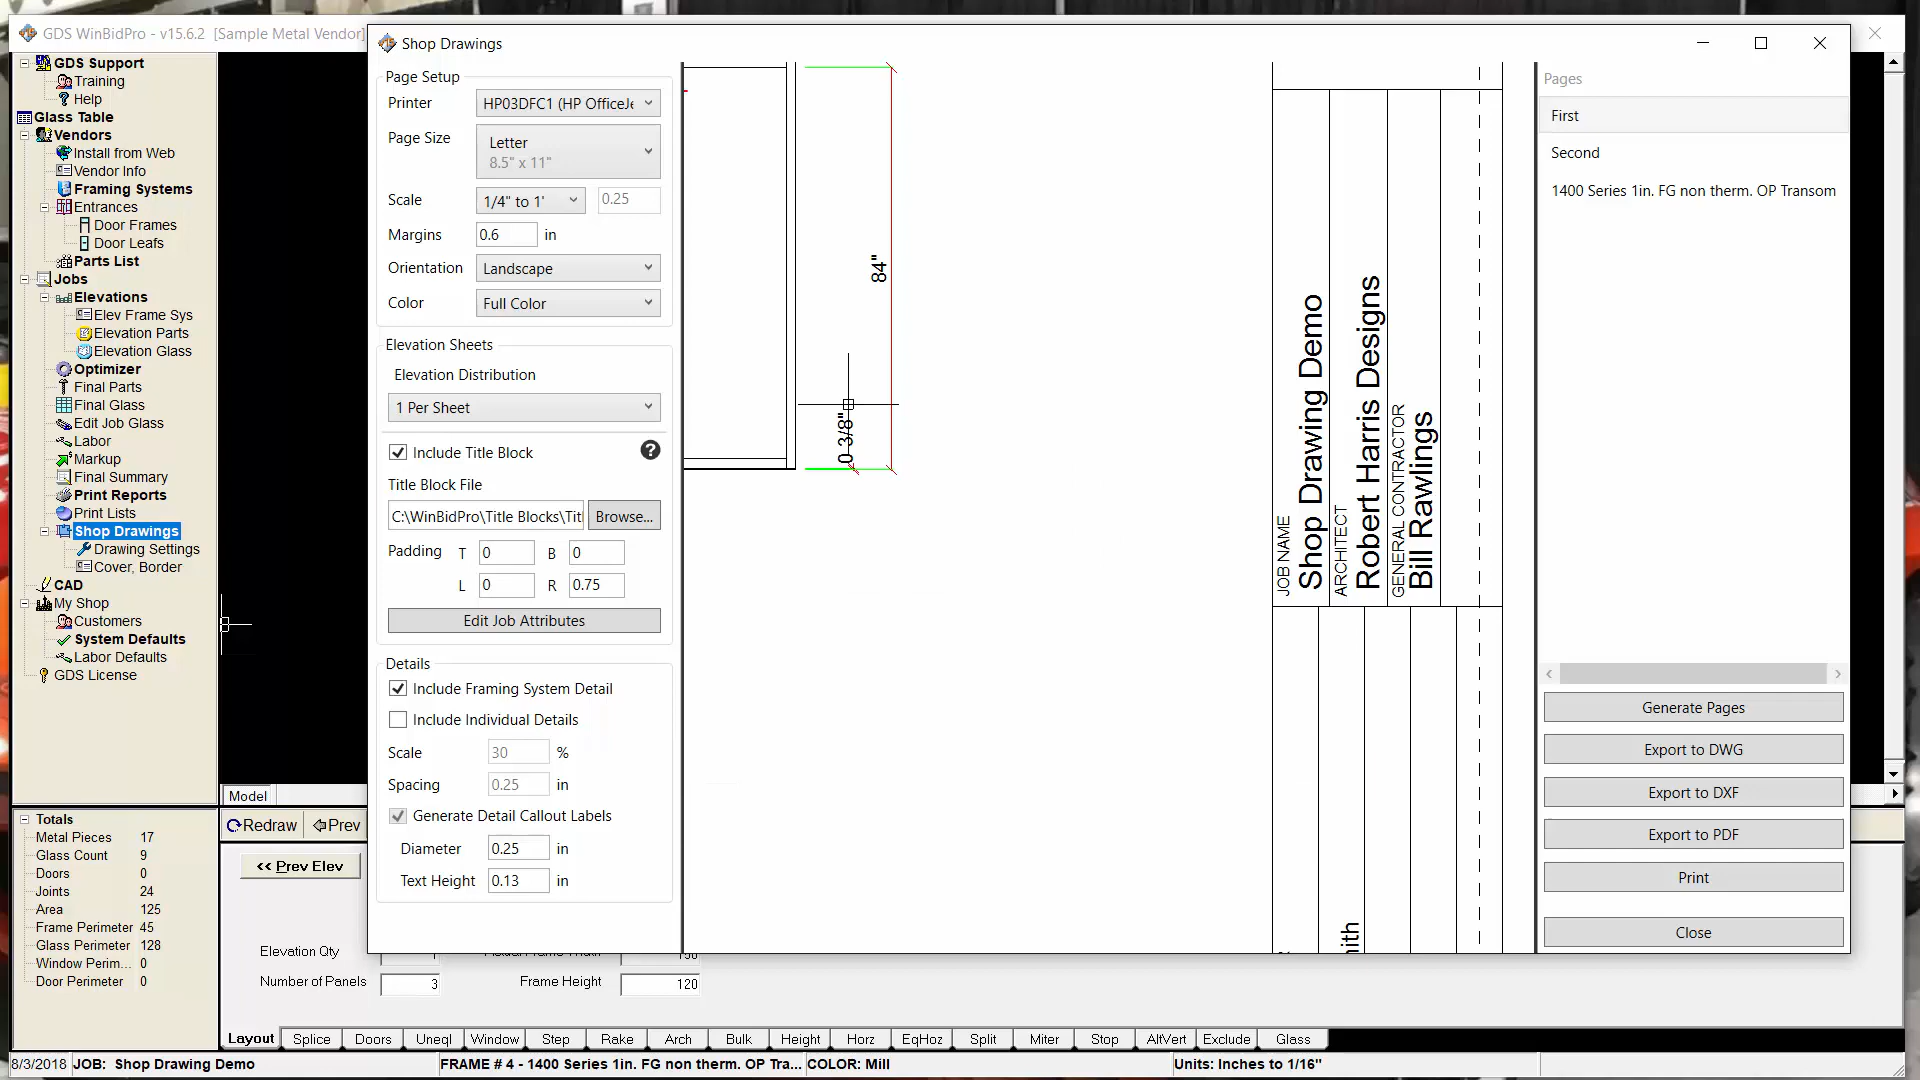 GDS WinBidPro - v15.6.2 [Sample Metal Vendor]
GDS Support
Training
Help
Glass Table
Vendors
Install from Web
Vendor Info
Framing Systems
Entrances
Door Frames
Door Leafs
Parts List
Jobs
Elevations
Elev Frame Sys
Elevation Parts
Elevation Glass
Optimizer
Final Parts
Final Glass
Edit Job Glass
Labor
Markup
Final Summary
Print Reports
Print Lists
Shop Drawings
Drawing Settings
Cover, Border
CAD
My Shop
Customers
System Defaults
Labor Defaults
GDS License
Totals
Metal Pieces 17
Glass Count 9
Doors 0
Joints 24
Area 125
Frame Perimeter 45
Glass Perimeter 128
Window Perim... 0
Door Perimeter 0
Shop Drawings
Page Setup
Printer HP03DFC1 (HP OfficeJe
Page Size Letter
8.5" x 11"
Scale 1/4" to 1' 0.25
Margins 0.6 in
Orientation Landscape
Color Full Color
Elevation Sheets
Elevation Distribution
1 Per Sheet
Include Title Block
Title Block File
C:\WinBidPro\Title Blocks\Titl Browse...
Padding T 0 B 0
L 0 R 0.75
Edit Job Attributes
Details
Include Framing System Detail
Include Individual Details
Scale 30 %
Spacing 0.25 in
Generate Detail Callout Labels
Diameter 0.25 in
Text Height 0.13 in
84"
0 3/8"
JOB NAME
Shop Drawing Demo
ARCHITECT
Robert Harris Designs
GENERAL CONTRACTOR
Bill Rawlings
Pages
First
Second
1400 Series 1in. FG non therm. OP Transom
Generate Pages
Export to DWG
Export to DXF
Export to PDF
Print
Close
Model
Redraw Prev
<< Prev Elev
Elevation Qty
Number of Panels 3 Frame Height 120
Layout Splice Doors Uneql Window Step Rake Arch Bulk Height Horz EqHoz Split Miter Stop AltVert Exclude Glass
8/3/2018 JOB: Shop Drawing Demo FRAME # 4 - 1400 Series 1in. FG non therm. OP Tra... COLOR: Mill Units: Inches to 1/16"